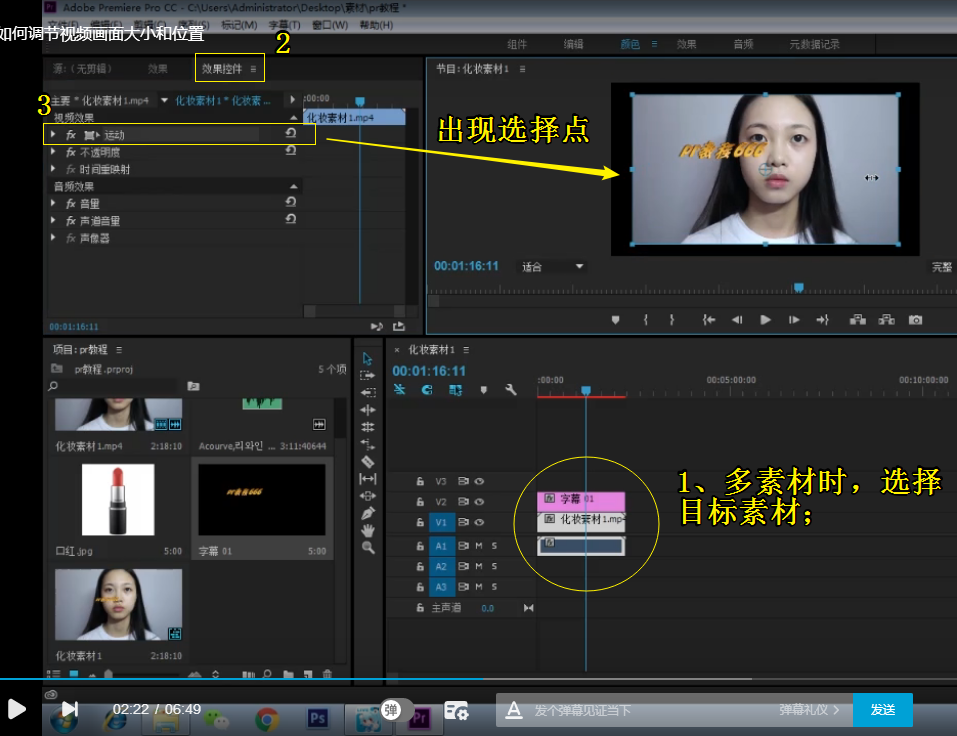 Adobe Premiere Pro CC - C:\Users\Administrator\Desktop\素材\pr教程 *
文件(F) 编辑(E) 剪辑(C) 序列(S) 标记(M) 字幕(T) 窗口(W) 帮助(H)
如何调节视频画面大小和位置
2
组件 编辑 颜色 效果 音频 元数据记录
源:（无剪辑） 效果 效果控件
节目:化妆素材1
3
主要 * 化妆素材1.mp4 化妆素材1 * 化妆素 ...
:00:00
视频效果
化妆素材1.mp4
fx 运动
fx 不透明度
fx 时间重映射
音频效果
fx 音量
fx 声道音量
fx 声像器
出现选择点
pr教程666
00:01:16:11 适合 完整
00:01:16:11
项目:pr教程
pr教程.prproj
5 个项
化妆素材1.mp4 2:18:10
Acourve,리와인 ... 3:11:40644
pr教程666
口红.jpg 5:00
字幕 01 5:00
化妆素材1 2:18:10
× 化妆素材1
00:01:16:11
:00:00 00:05:00:00 00:10:00:00
V3
V2
V1
A1 M S
A2 M S
A3 M S
主声道 0.0
fx 字幕 01
fx 化妆素材1.mp4
fx
1、多素材时，选择
目标素材；
02:22 / 06:49
弹
发个弹幕见证当下
弹幕礼仪 >
发送
Ps
Pr